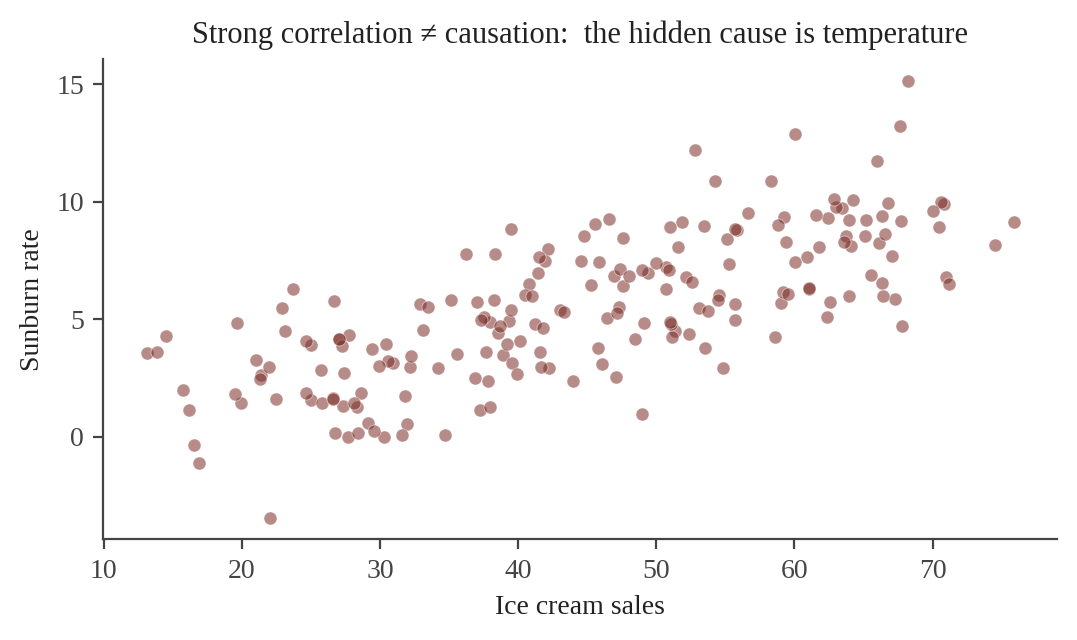 Strong correlation ≠ causation:  the hidden cause is temperature
15
10
5
0
Sunburn rate
10 20 30 40 50 60 70
Ice cream sales